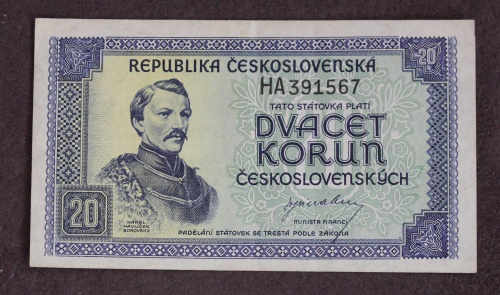 20
REPUBLIKA ČESKOSLOVENSKÁ
HA 391567
TATO STÁTOVKA PLATÍ
DVACET
KORUN
ČESKOSLOVENSKÝCH
MINISTR FINANCÍ
20
KAREL
HAVLÍČEK
BOROVSKÝ
PADĚLÁNÍ STÁTOVEK SE TRESTÁ PODLE ZÁKONA